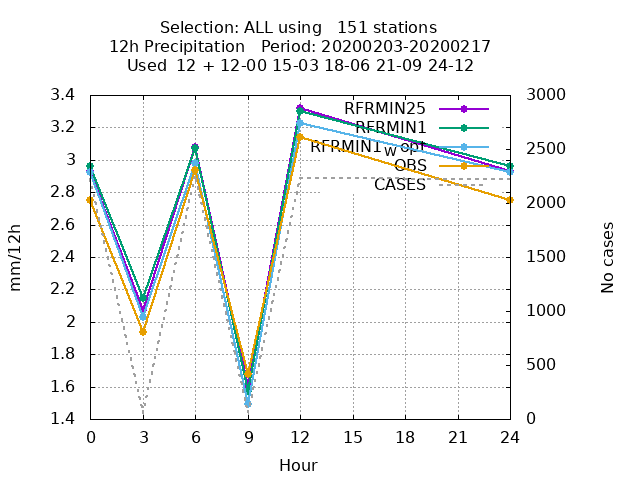 Selection: ALL using   151 stations
12h Precipitation   Period: 20200203-20200217
Used  12 + 12-00 15-03 18-06 21-09 24-12
3.4
3.2
3
2.8
2.6
2.4
2.2
2
1.8
1.6
1.4
mm/12h
3000
2500
2000
1500
1000
500
0
No cases
RFRMIN25
RFRMIN1
RFRMIN1wopt
OBS
CASES
0 3 6 9 12 15 18 21 24
Hour